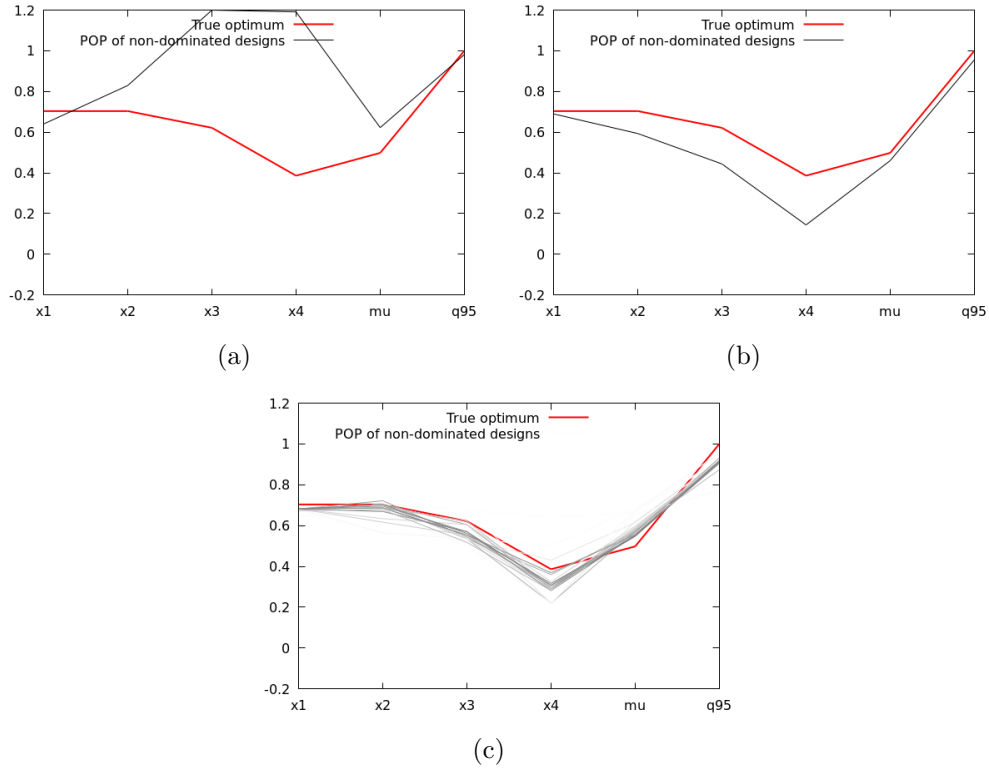 1.2
True optimum
POP of non-dominated designs
1
0.8
0.6
0.4
0.2
0
-0.2
x1 x2 x3 x4 mu q95
(a)
1.2
True optimum
POP of non-dominated designs
1
0.8
0.6
0.4
0.2
0
-0.2
x1 x2 x3 x4 mu q95
(b)
1.2
True optimum
POP of non-dominated designs
1
0.8
0.6
0.4
0.2
0
-0.2
x1 x2 x3 x4 mu q95
(c)